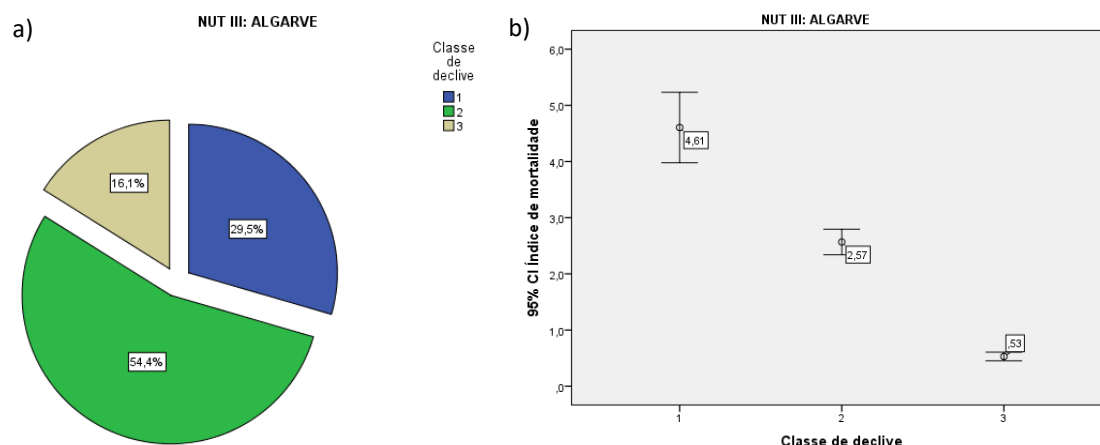 a)
NUT III: ALGARVE
Classe
de
declive
1
2
3
16,1%
29,5%
54,4%
b)
NUT III: ALGARVE
95% CI Índice de mortalidade
6,0
5,0
4,0
3,0
2,0
1,0
,0
4,61
2,57
,53
1
2
3
Classe de declive